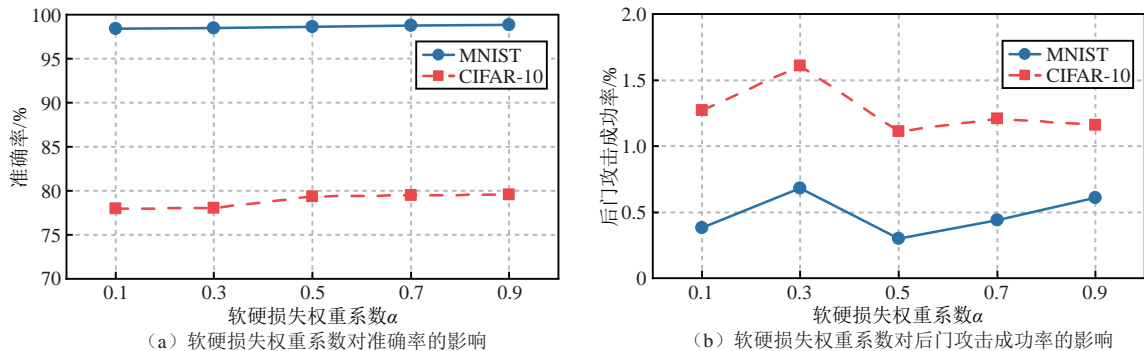 100
95
90
85
80
75
70
准确率/%
MNIST
CIFAR-10
0.1 0.3 0.5 0.7 0.9
软硬损失权重系数α
(a) 软硬损失权重系数对准确率的影响
2.0
1.5
1.0
0.5
0
后门攻击成功率/%
MNIST
CIFAR-10
0.1 0.3 0.5 0.7 0.9
软硬损失权重系数α
(b) 软硬损失权重系数对后门攻击成功率的影响